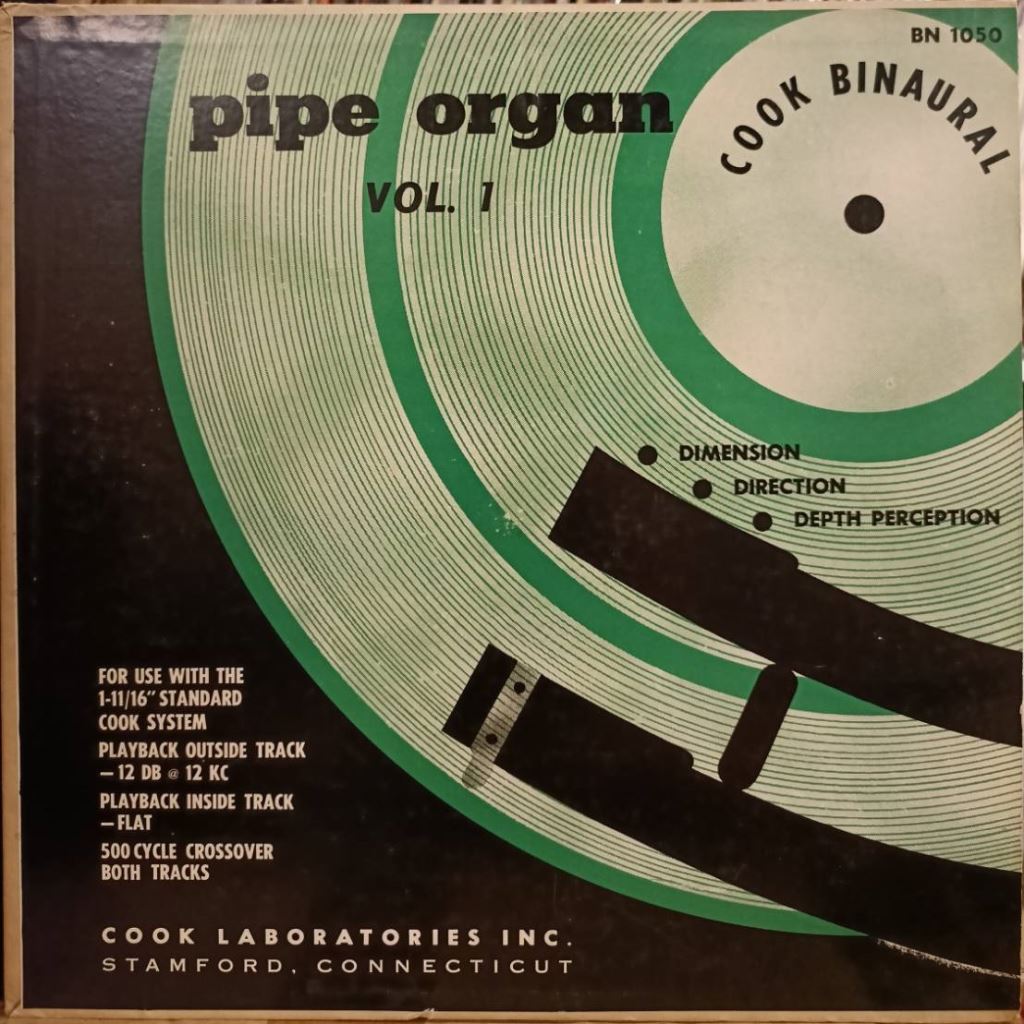 BN 1050
COOK BINAURAL
pipe organ
VOL. 1
DIMENSION
DIRECTION
DEPTH PERCEPTION
FOR USE WITH THE
1-11/16" STANDARD
COOK SYSTEM
PLAYBACK OUTSIDE TRACK
—12 DB @ 12 KC
PLAYBACK INSIDE TRACK
—FLAT
500 CYCLE CROSSOVER
BOTH TRACKS
COOK LABORATORIES INC.
STAMFORD, CONNECTICUT